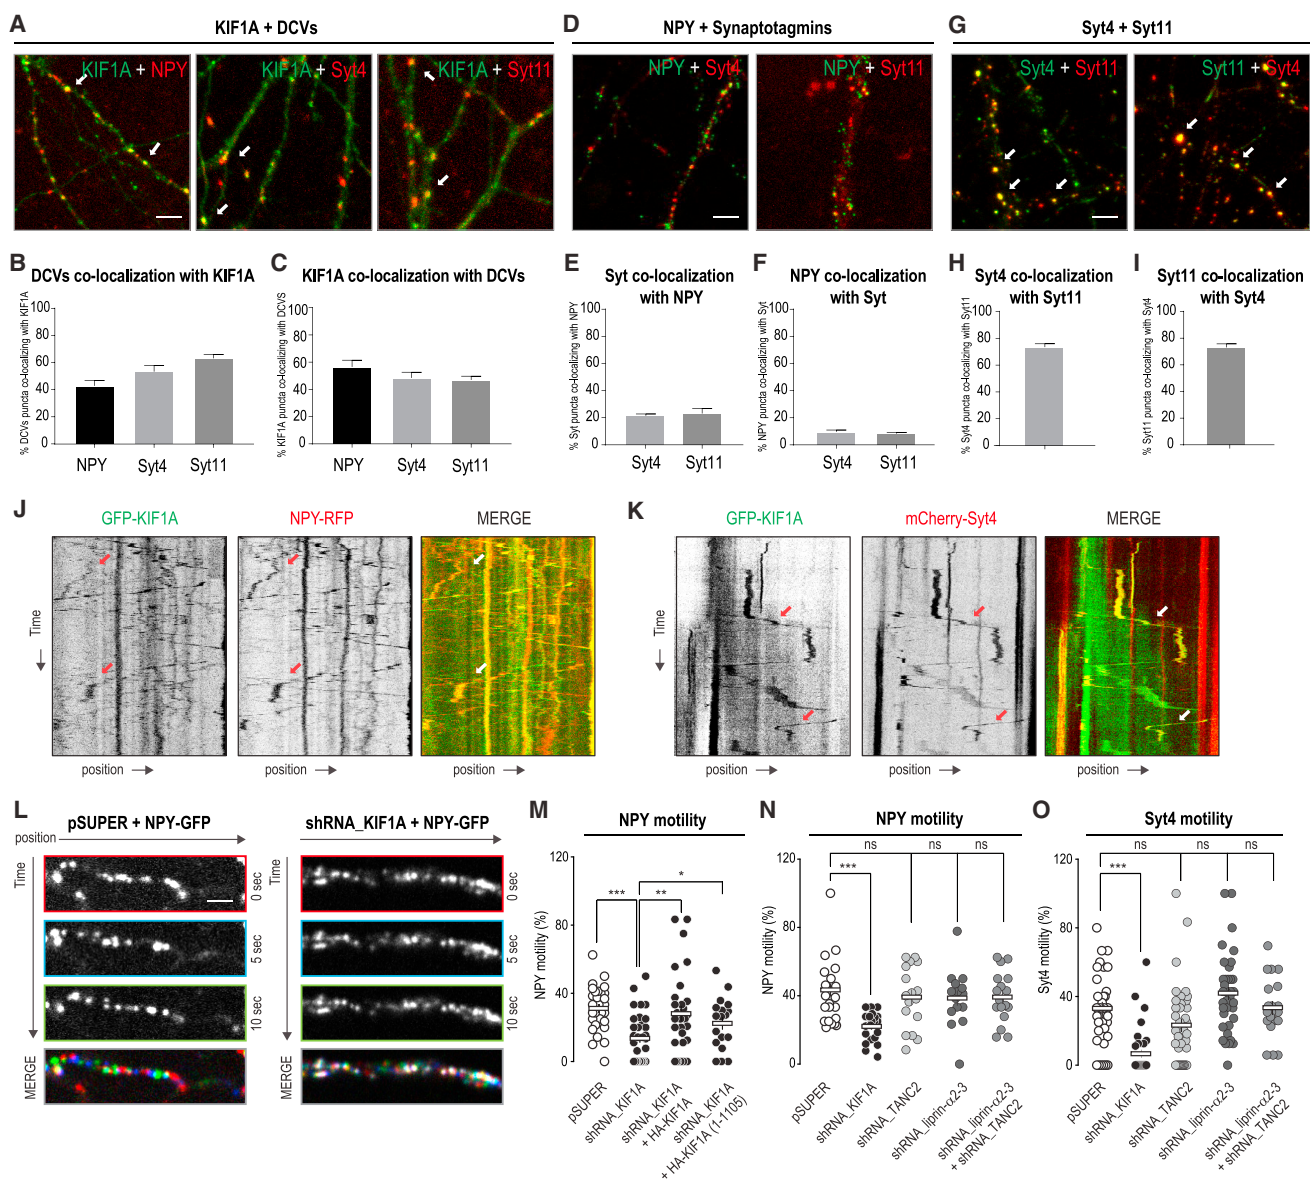 A
KIF1A + DCVs
KIF1A + NPY
KIF1A + Syt4
KIF1A + Syt11
D
NPY + Synaptotagmins
NPY + Syt4
NPY + Syt11
G
Syt4 + Syt11
Syt4 + Syt11
Syt11 + Syt4
B
DCVs co-localization with KIF1A
% DCVs puncta co-localizing with KIF1A
100
80
60
40
20
0
NPY
Syt4
Syt11
C
KIF1A co-localization with DCVs
% KIF1A puncta co-localizing with DCVS
100
80
60
40
20
0
NPY
Syt4
Syt11
E
Syt co-localization
with NPY
% Syt puncta co-localizing with NPY
100
80
60
40
20
0
Syt4
Syt11
F
NPY co-localization
with Syt
% NPY puncta co-localizing with Syt
100
80
60
40
20
0
Syt4
Syt11
H
Syt4 co-localization
with Syt11
% Syt4 puncta co-localizing with Syt11
100
80
60
40
20
0
I
Syt11 co-localization
with Syt4
% Syt11 puncta co-localizing with Syt4
100
80
60
40
20
0
J
GFP-KIF1A
NPY-RFP
MERGE
Time
position
position
position
K
GFP-KIF1A
mCherry-Syt4
MERGE
Time
position
position
position
L
pSUPER + NPY-GFP
position
Time
0 sec
5 sec
10 sec
MERGE
shRNA_KIF1A + NPY-GFP
Time
0 sec
5 sec
10 sec
MERGE
M
NPY motility
NPY motility (%)
120
80
40
0
***
**
*
pSUPER
shRNA_KIF1A
shRNA_KIF1A
+ HA-KIF1A
shRNA_KIF1A
+ HA-KIF1A (1-1105)
N
NPY motility
NPY motility (%)
120
80
40
0
ns
ns
ns
***
pSUPER
shRNA_KIF1A
shRNA_TANC2
shRNA_liprin-α2-3
shRNA_liprin-α2-3
+ shRNA_TANC2
O
Syt4 motility
Syt4 motility (%)
120
80
40
0
ns
ns
ns
***
pSUPER
shRNA_KIF1A
shRNA_TANC2
shRNA_liprin-α2-3
shRNA_liprin-α2-3
+ shRNA_TANC2